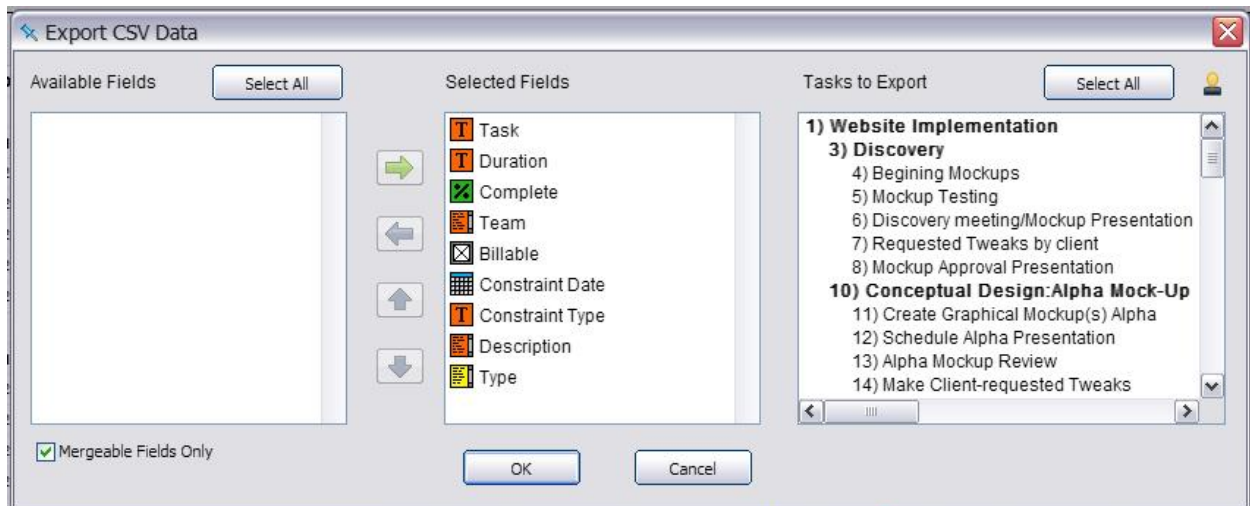 Export CSV Data
Available Fields
Select All
Selected Fields
Tasks to Export
Select All
Task
Duration
Complete
Team
Billable
Constraint Date
Constraint Type
Description
Type
1) Website Implementation
3) Discovery
4) Begining Mockups
5) Mockup Testing
6) Discovery meeting/Mockup Presentation
7) Requested Tweaks by client
8) Mockup Approval Presentation
10) Conceptual Design:Alpha Mock-Up
11) Create Graphical Mockup(s) Alpha
12) Schedule Alpha Presentation
13) Alpha Mockup Review
14) Make Client-requested Tweaks
Mergeable Fields Only
OK
Cancel